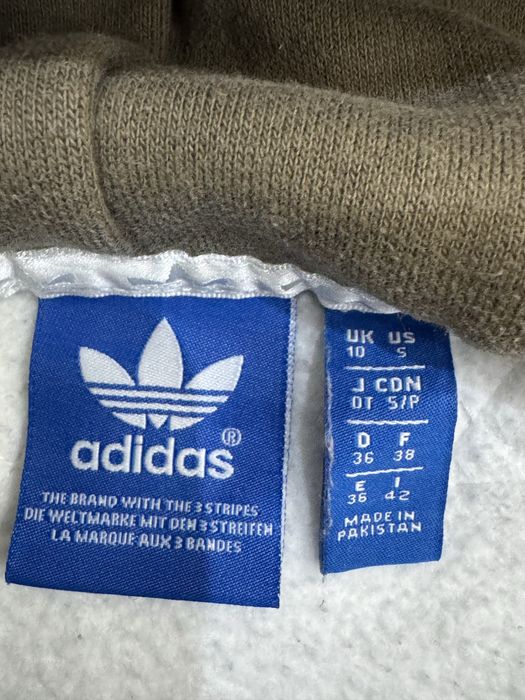 adidas®
THE BRAND WITH THE 3 STRIPES
DIE WELTMARKE MIT DEN 3 STREIFEN
LA MARQUE AUX 3 BANDES
UK US
10 S
J CDN
OT S/P
D F
36 38
E I
36 42
MADE IN
PAKISTAN